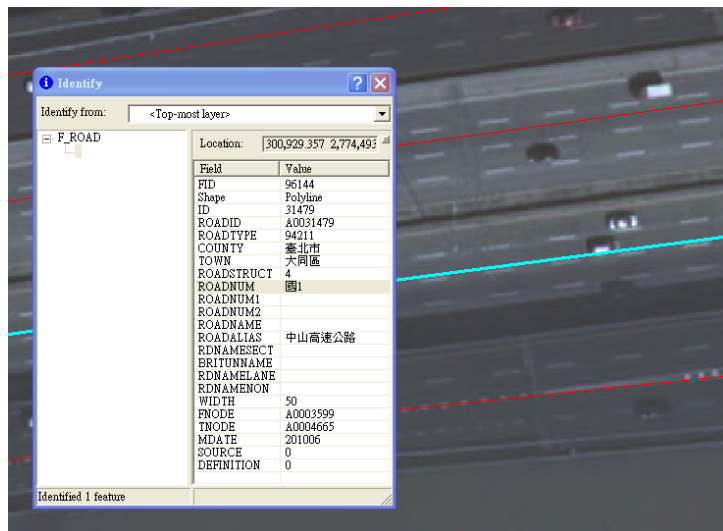 Identify
Identify from: <Top-most layer>
F_ROAD
Location: 300,929.357 2,774,493
Field Value
FID 96144
Shape Polyline
ID 31479
ROADID A0031479
ROADTYPE 94211
COUNTY 臺北市
TOWN 大同區
ROADSTRUCT 4
ROADNUM 國1
ROADNUM1
ROADNUM2
ROADNAME
ROADALIAS 中山高速公路
RDNAMESECT
BRITUNNAME
RDNAMELANE
RDNAMENON
WIDTH 50
FNODE A0003599
TNODE A0004665
MDATE 201006
SOURCE 0
DEFINITION 0
Identified 1 feature